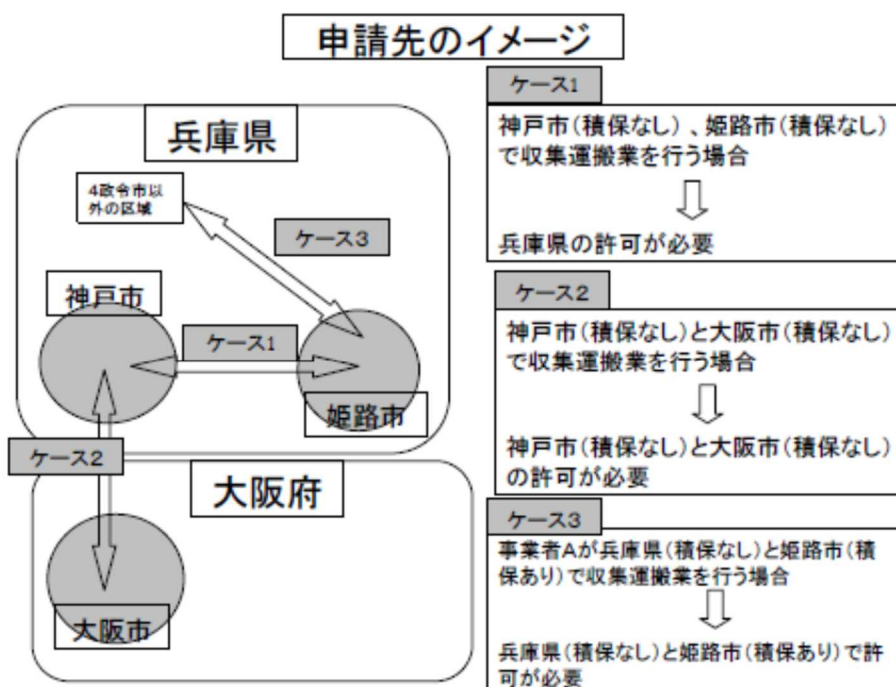 申請先のイメージ
兵庫県
4政令市以
外の区域
ケース3
神戸市
ケース1
姫路市
ケース2
大阪府
大阪市
ケース1
神戸市(積保なし)、姫路市(積保なし)
で収集運搬業を行う場合
兵庫県の許可が必要
ケース2
神戸市(積保なし)と大阪市(積保なし)
で収集運搬業を行う場合
神戸市(積保なし)と大阪市(積保なし)
の許可が必要
ケース3
事業者Aが兵庫県(積保なし)と姫路市(積
保あり)で収集運搬業を行う場合
兵庫県(積保なし)と姫路市(積保あり)で許
可が必要